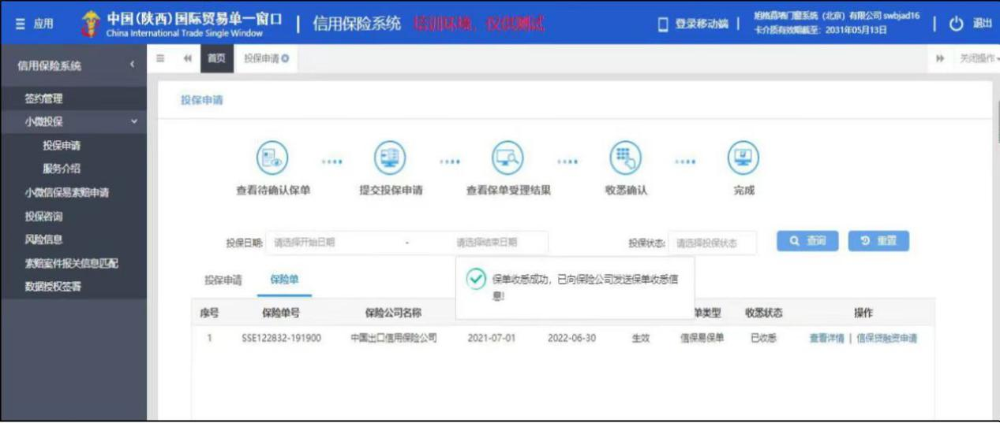 应用
中国(陕西)国际贸易单一窗口
China International Trade Single Window
信用保险系统
培训环境，仅供测试
登录移动端
(北京) 有限公司 swbjad16
卡介质有效期截至：2031年05月13日
退出
信用保险系统
首页
投保申请
关闭操作
签约管理
小微投保
投保申请
服务介绍
小微信保易索赔申请
投保咨询
风险信息
索赔案件报关信息匹配
数据授权签署
投保申请
查看待确认保单
提交投保申请
查看保单受理结果
收悉确认
完成
投保日期: 请选择开始日期 - 请选择结束日期
投保状态: 请选择投保状态
查询
重置
投保申请
保险单
保单收悉成功，已向保险公司发送保单收悉信
息!
序号 保险单号 保险公司名称 单类型 收悉状态 操作
1 SSE122832-191900 中国出口信用保险公司 2021-07-01 2022-06-30 生效 信保易保单 已收悉 查看详情 | 信保贷融资申请